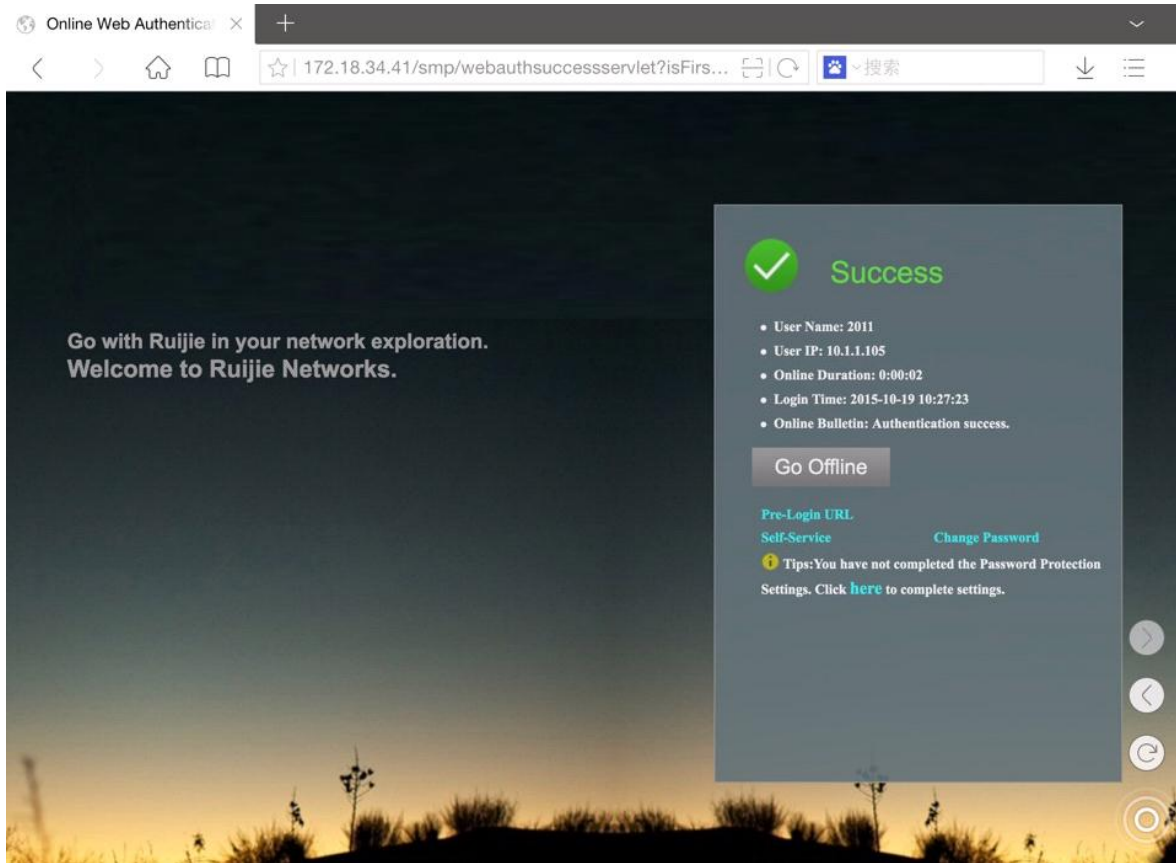 Online Web Authentica
172.18.34.41/smp/webauthsuccessservlet?isFirs...
搜索
Go with Ruijie in your network exploration.
Welcome to Ruijie Networks.
Success
User Name: 2011
User IP: 10.1.1.105
Online Duration: 0:00:02
Login Time: 2015-10-19 10:27:23
Online Bulletin: Authentication success.
Go Offline
Pre-Login URL
Self-Service Change Password
Tips:You have not completed the Password Protection
Settings. Click here to complete settings.